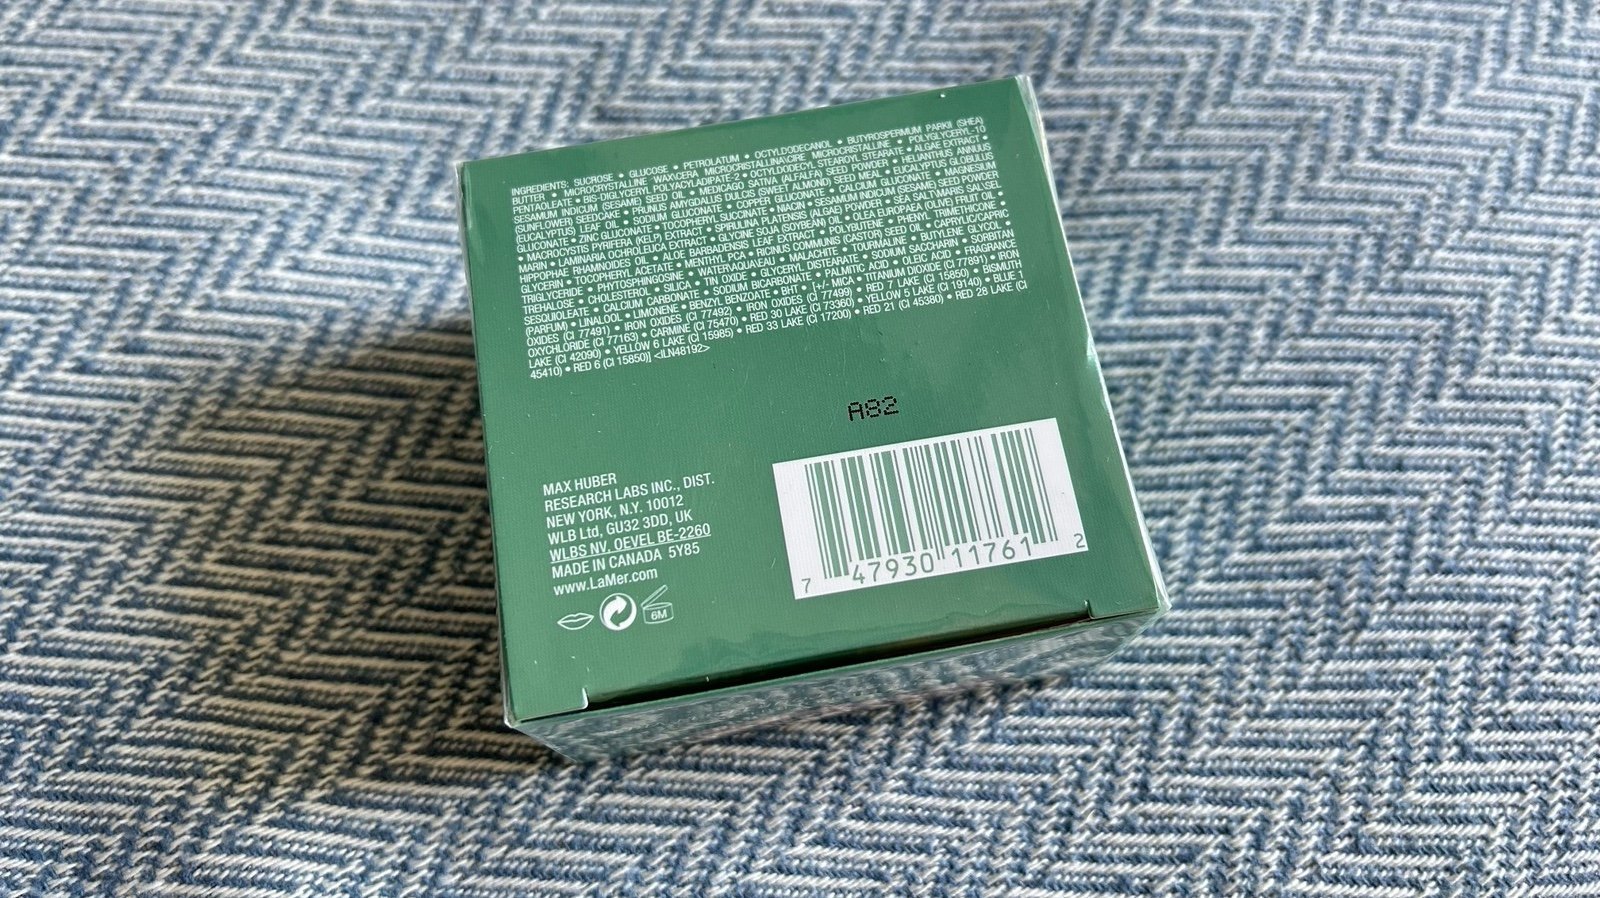 INGREDIENTS: SUCROSE • GLUCOSE • PETROLATUM • OCTYLDODECANOL • BUTYROSPERMUM PARKII (SHEA)
BUTTER • MICROCRYSTALLINE WAX\CERA MICROCRISTALLINA\CIRE MICROCRISTALLINE • POLYGLYCERYL-10
PENTAOLEATE • BIS-DIGLYCERYL POLYACYLADIPATE-2 • OCTYLDODECYL STEAROYL STEARATE • ALGAE EXTRACT •
SESAMUM INDICUM (SESAME) SEED OIL • MEDICAGO SATIVA (ALFALFA) SEED POWDER • HELIANTHUS ANNUUS
(SUNFLOWER) SEEDCAKE • PRUNUS AMYGDALUS DULCIS (SWEET ALMOND) SEED MEAL • EUCALYPTUS GLOBULUS
(EUCALYPTUS) LEAF OIL • SODIUM GLUCONATE • COPPER GLUCONATE • CALCIUM GLUCONATE • MAGNESIUM
GLUCONATE • ZINC GLUCONATE • TOCOPHERYL SUCCINATE • NIACIN • SESAMUM INDICUM (SESAME) SEED POWDER
• MACROCYSTIS PYRIFERA (KELP) EXTRACT • SPIRULINA PLATENSIS (ALGAE) POWDER • SEA SALT\MARIS SAL\SEL
MARIN • LAMINARIA OCHROLEUCA EXTRACT • GLYCINE SOJA (SOYBEAN) OIL • OLEA EUROPAEA (OLIVE) FRUIT OIL •
HIPPOPHAE RHAMNOIDES OIL • ALOE BARBADENSIS LEAF EXTRACT • POLYBUTENE • PHENYL TRIMETHICONE •
GLYCERIN • TOCOPHERYL ACETATE • MENTHYL PCA • RICINUS COMMUNIS (CASTOR) SEED OIL • CAPRYLIC/CAPRIC
TRIGLYCERIDE • PHYTOSPHINGOSINE • WATER\AQUA\EAU • MALACHITE • TOURMALINE • BUTYLENE GLYCOL •
TREHALOSE • CHOLESTEROL • SILICA • TIN OXIDE • GLYCERYL DISTEARATE • SODIUM SACCHARIN • SORBITAN
SESQUIOLEATE • CALCIUM CARBONATE • SODIUM BICARBONATE • PALMITIC ACID • OLEIC ACID • FRAGRANCE
(PARFUM) • LINALOOL • LIMONENE • BENZYL BENZOATE • BHT • [+/- MICA • TITANIUM DIOXIDE (CI 77891) • IRON
OXIDES (CI 77491) • IRON OXIDES (CI 77492) • IRON OXIDES (CI 77499) • RED 7 LAKE (CI 15850) • BISMUTH
OXYCHLORIDE (CI 77163) • CARMINE (CI 75470) • RED 30 LAKE (CI 73360) • YELLOW 5 LAKE (CI 19140) • BLUE 1
LAKE (CI 42090) • YELLOW 6 LAKE (CI 15985) • RED 33 LAKE (CI 17200) • RED 21 (CI 45380) • RED 28 LAKE (CI
45410) • RED 6 (CI 15850)] <ILN48192>
A82
MAX HUBER
RESEARCH LABS INC., DIST.
NEW YORK, N.Y. 10012
WLB Ltd, GU32 3DD, UK
WLBS NV. OEVEL BE-2260
MADE IN CANADA 5Y85
www.LaMer.com
6M
7 47930 11761 2